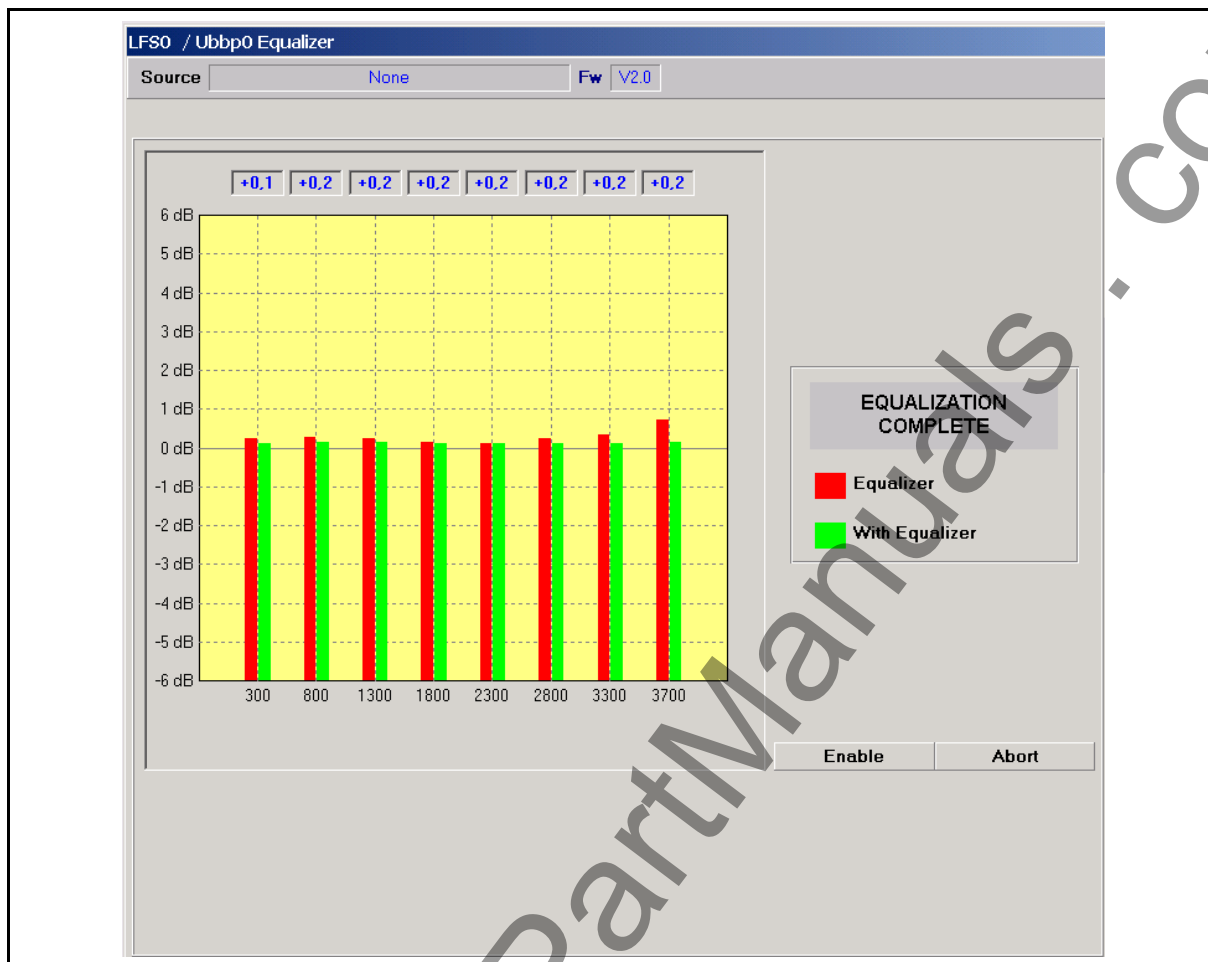 LFS0 / Ubbp0 Equalizer
Source None Fw V2.0
+0,1 +0,2 +0,2 +0,2 +0,2 +0,2 +0,2 +0,2
6 dB
5 dB
4 dB
3 dB
2 dB
1 dB
0 dB
-1 dB
-2 dB
-3 dB
-4 dB
-5 dB
-6 dB
300 800 1300 1800 2300 2800 3300 3700
EQUALIZATION
COMPLETE
Equalizer
With Equalizer
Enable Abort
PartManuals . co